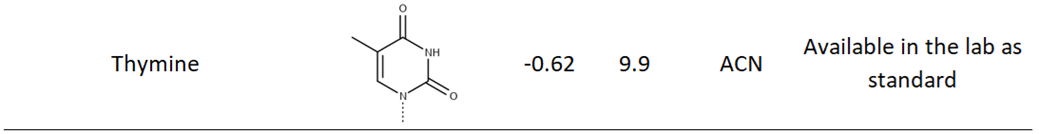 O
Thymine
NH
N
O
-0.62
9.9
ACN
Available in the lab as
standard